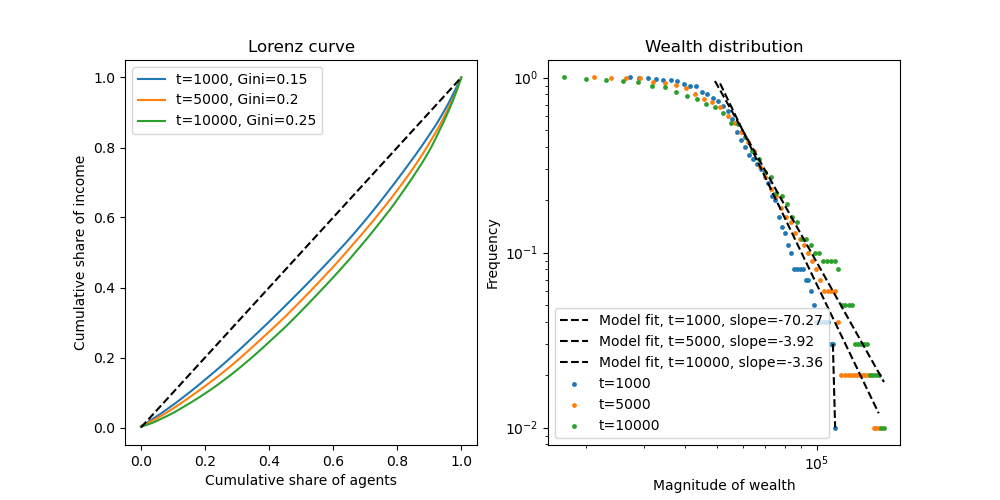 Lorenz curve
t=1000, Gini=0.15
t=5000, Gini=0.2
t=10000, Gini=0.25
Cumulative share of income
1.0
0.8
0.6
0.4
0.2
0.0
0.0 0.2 0.4 0.6 0.8 1.0
Cumulative share of agents
Wealth distribution
Frequency
10⁰
10⁻¹
10⁻²
Model fit, t=1000, slope=-70.27
Model fit, t=5000, slope=-3.92
Model fit, t=10000, slope=-3.36
t=1000
t=5000
t=10000
10⁵
Magnitude of wealth